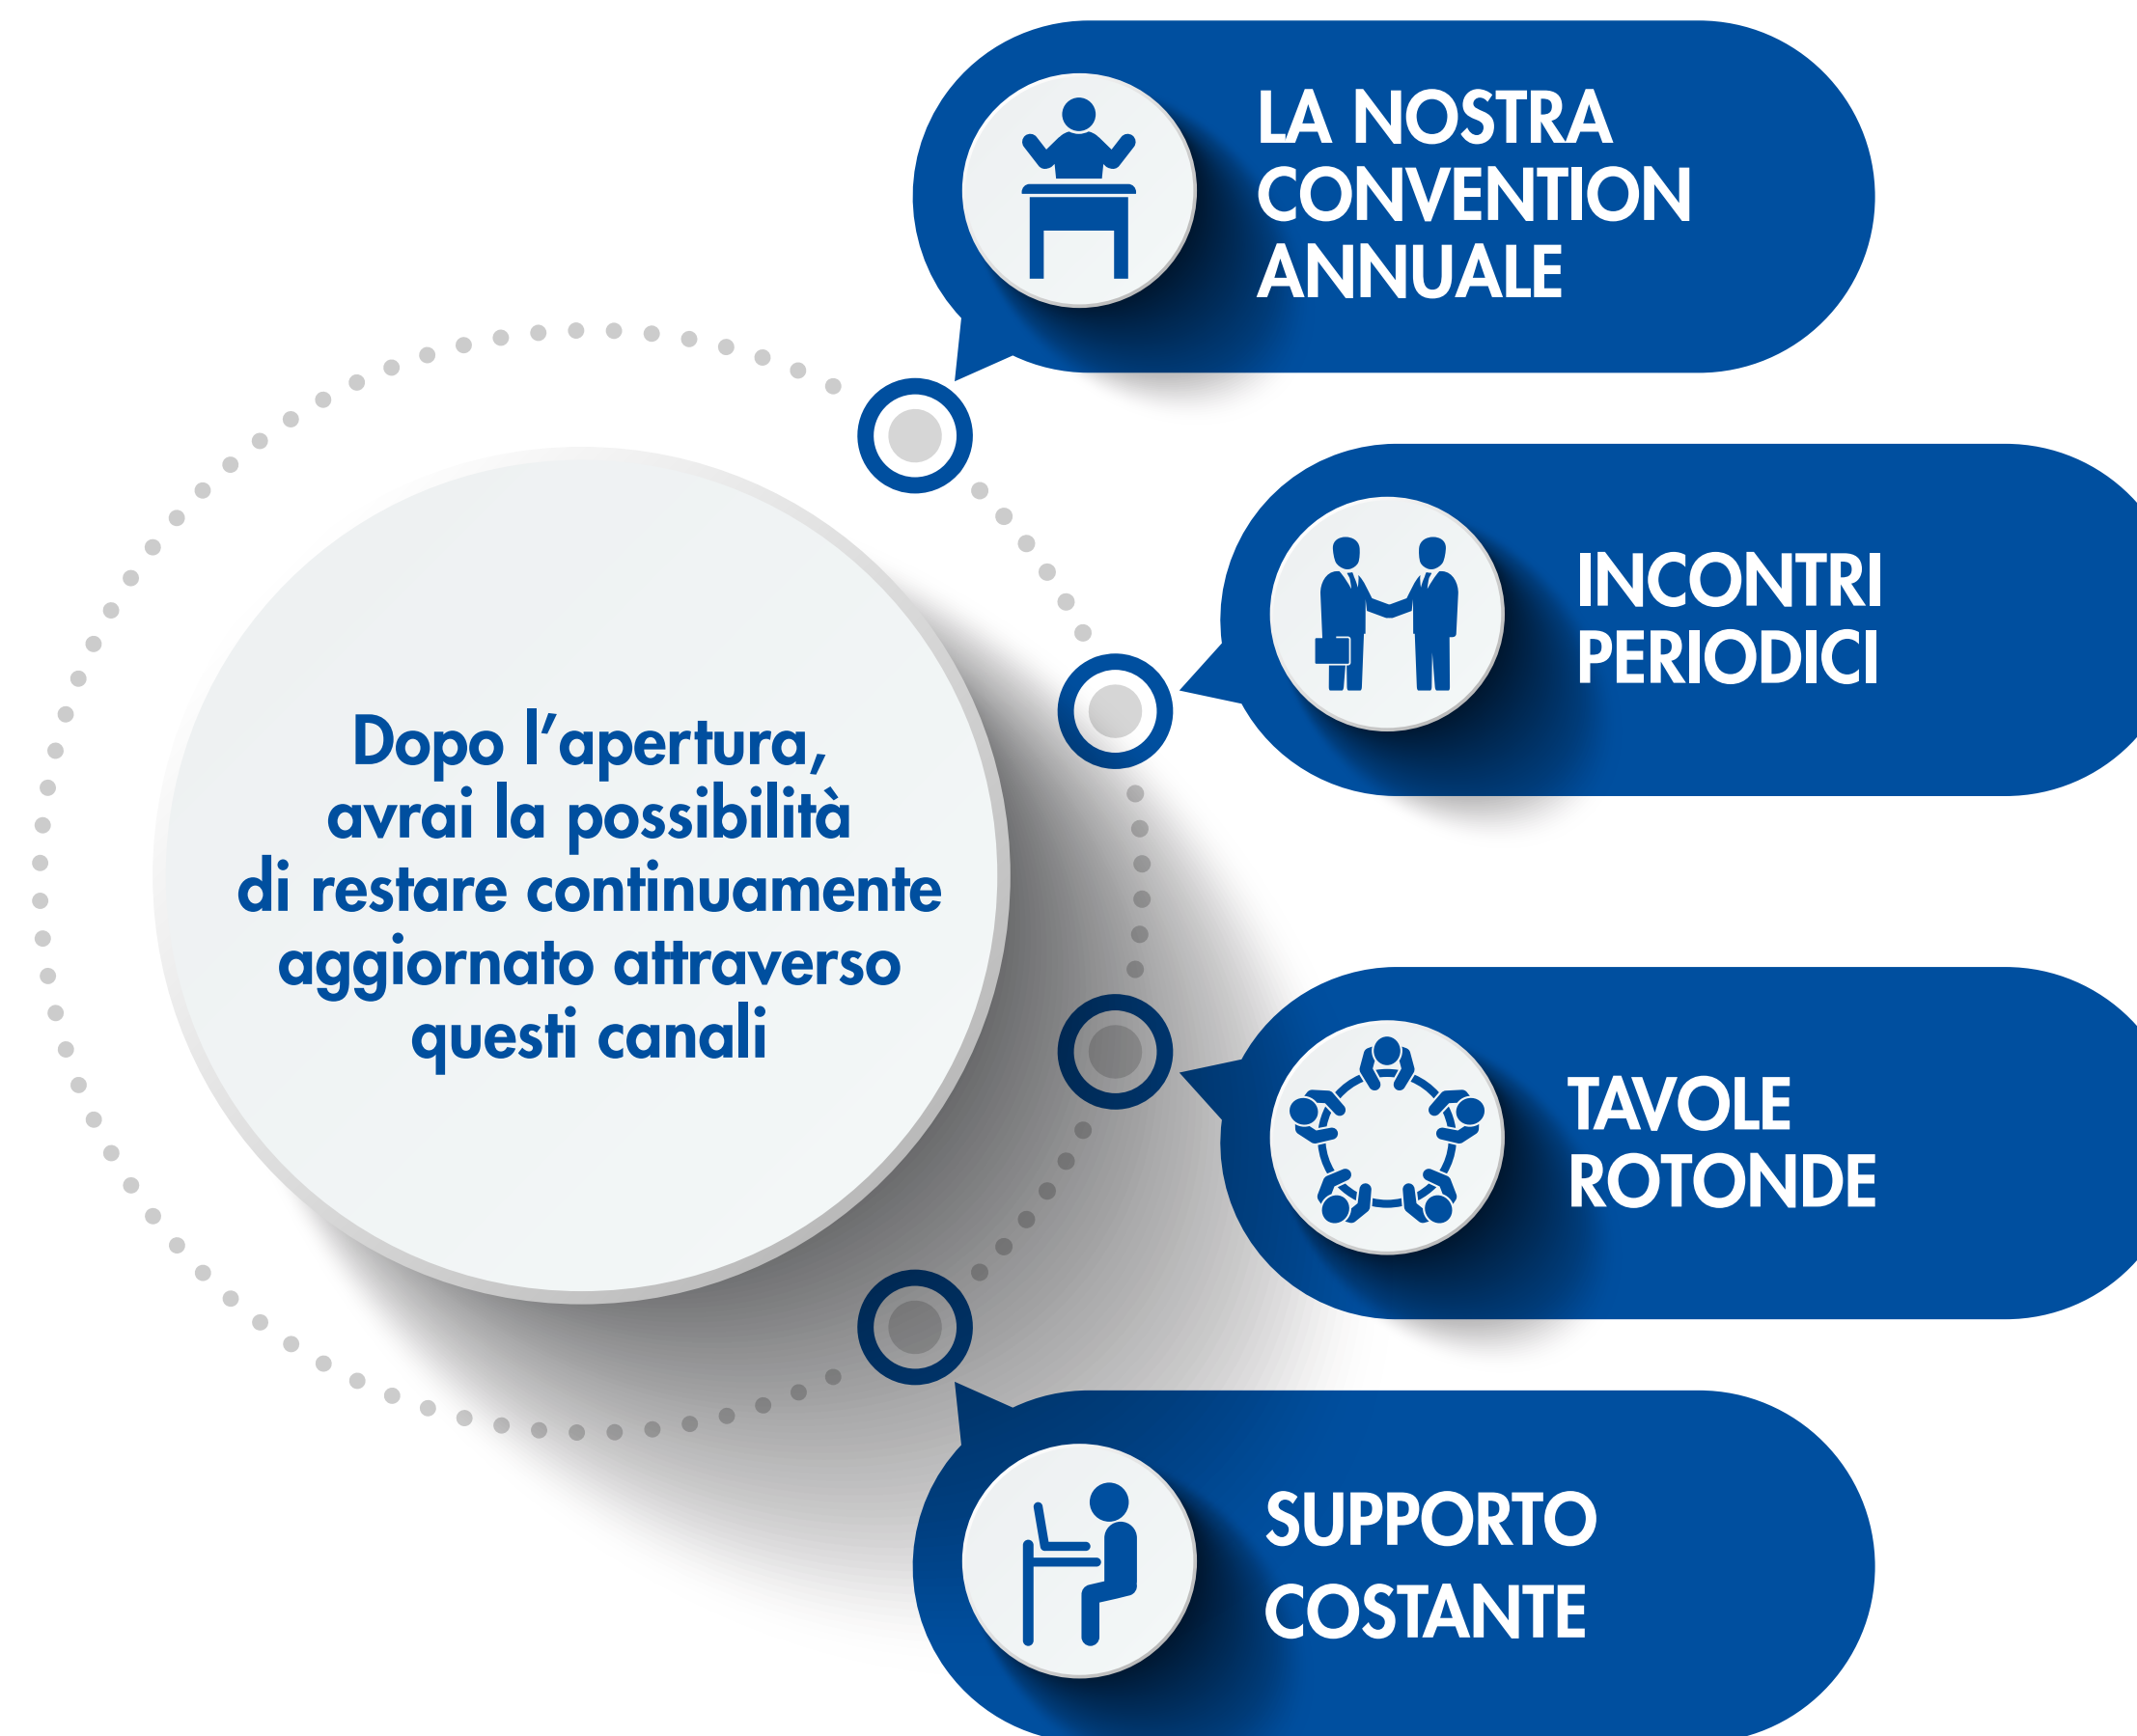 LA NOSTRA
CONVENTION
ANNUALE
INCONTRI
PERIODICI
Dopo l’apertura,
avrai la possibilità
di restare continuamente
aggiornato attraverso
questi canali
TAVOLE
ROTONDE
SUPPORTO
COSTANTE